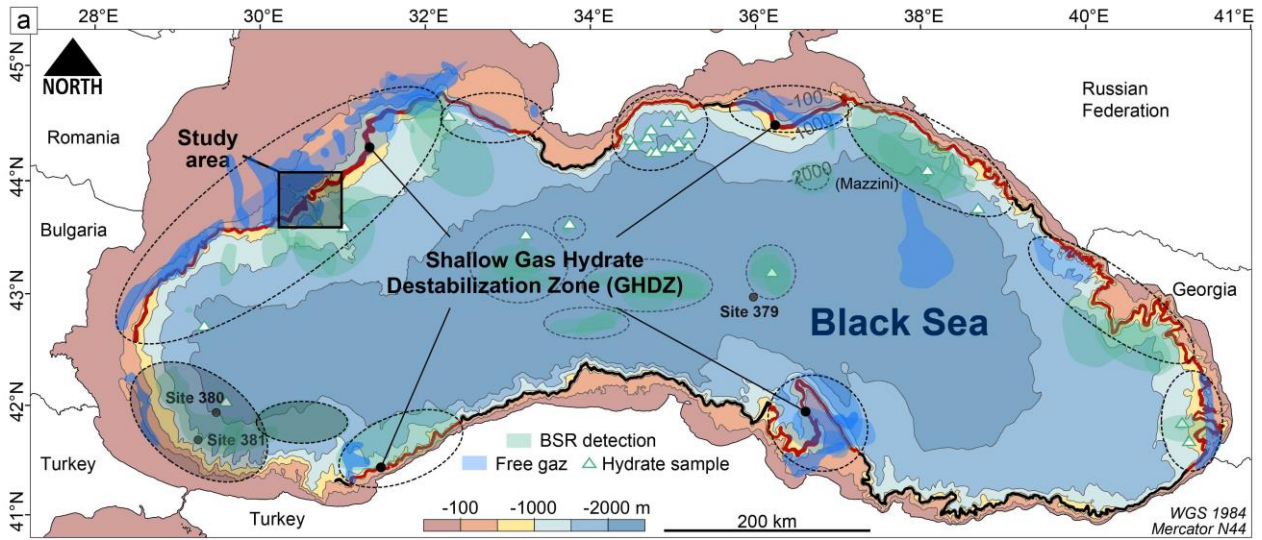 a
28°E 30°E 32°E 34°E 36°E 38°E 40°E 41°E
45°N
44°N
43°N
42°N
41°N
NORTH
Romania
Bulgaria
Turkey
Turkey
Russian
Federation
Georgia
Study
area
-100
-1000
-2000
(Mazzini)
Shallow Gas Hydrate
Destabilization Zone (GHDZ)
Site 379
Black Sea
Site 380
Site 381
BSR detection
Free gaz
Hydrate sample
-100 -1000 -2000 m
200 km
WGS 1984
Mercator N44